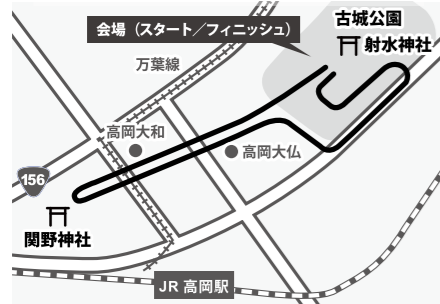 古城公園
会場（スタート／フィニッシュ）
射水神社
万葉線
高岡大和
高岡大仏
156
関野神社
JR 高岡駅